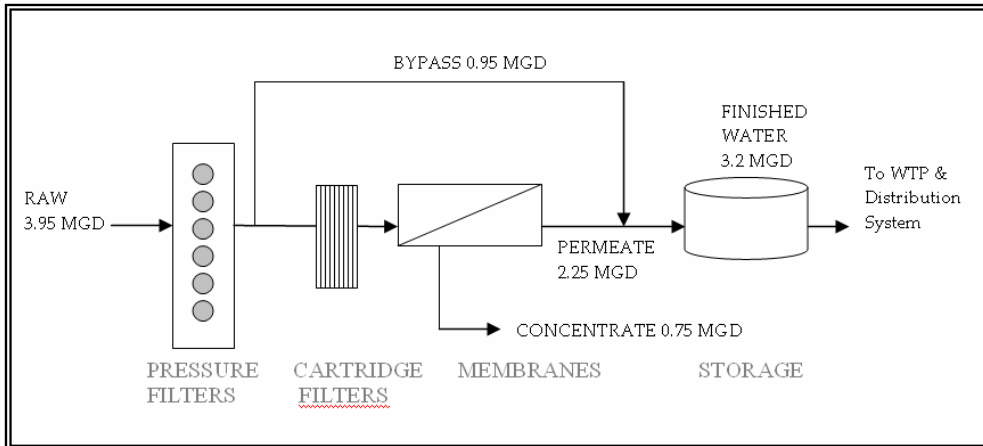 BYPASS 0.95 MGD
FINISHED
WATER
3.2 MGD
RAW
3.95 MGD
To WTP &
Distribution
System
PERMEATE
2.25 MGD
CONCENTRATE 0.75 MGD
PRESSURE
FILTERS
CARTRIDGE
FILTERS
MEMBRANES
STORAGE